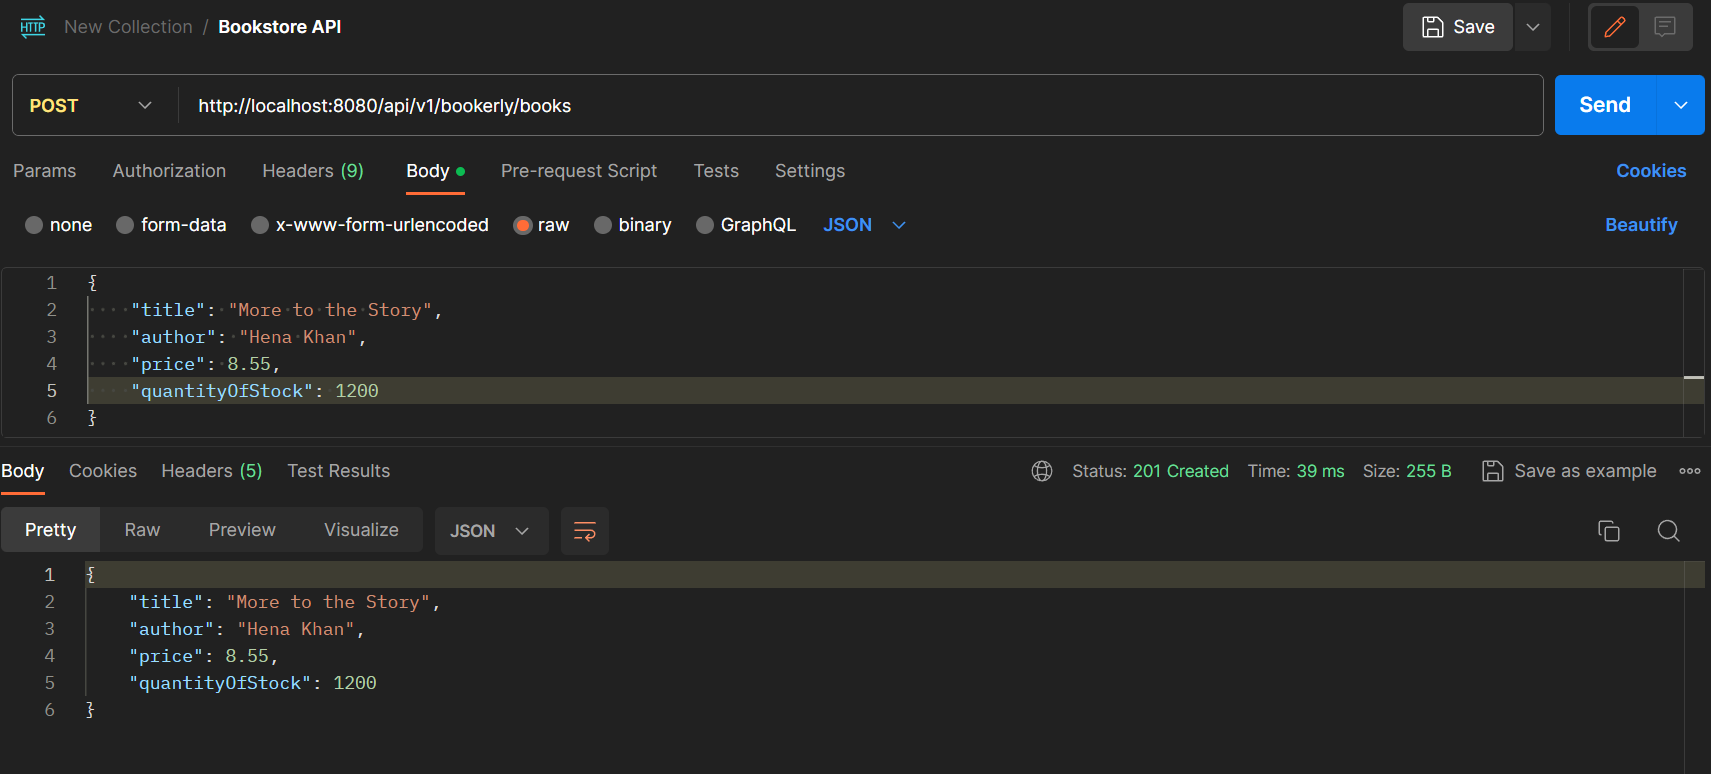 HTTP New Collection / Bookstore API Save
POST http://localhost:8080/api/v1/bookerly/books Send
Params Authorization Headers (9) Body Pre-request Script Tests Settings Cookies
none form-data x-www-form-urlencoded raw binary GraphQL JSON Beautify
1 {
2 "title": "More to the Story",
3 "author": "Hena Khan",
4 "price": 8.55,
5 "quantityOfStock": 1200
6 }
Body Cookies Headers (5) Test Results Status: 201 Created Time: 39 ms Size: 255 B Save as example
Pretty Raw Preview Visualize JSON
1 {
2 "title": "More to the Story",
3 "author": "Hena Khan",
4 "price": 8.55,
5 "quantityOfStock": 1200
6 }